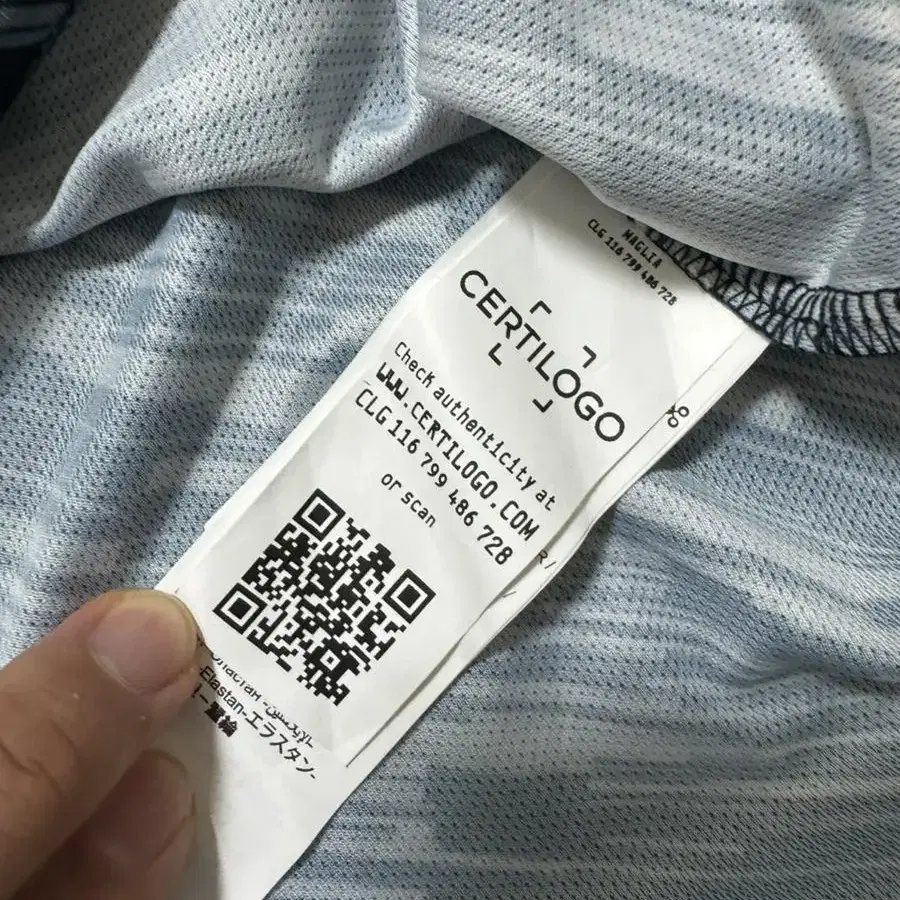 MAGLIA
CLG 116 799 486 728
CERTILOGO
Check authenticity at
WWW.CERTILOGO.COM
CLG 116 799 486 728
or scan
R/
-Elastan-エラスタン-